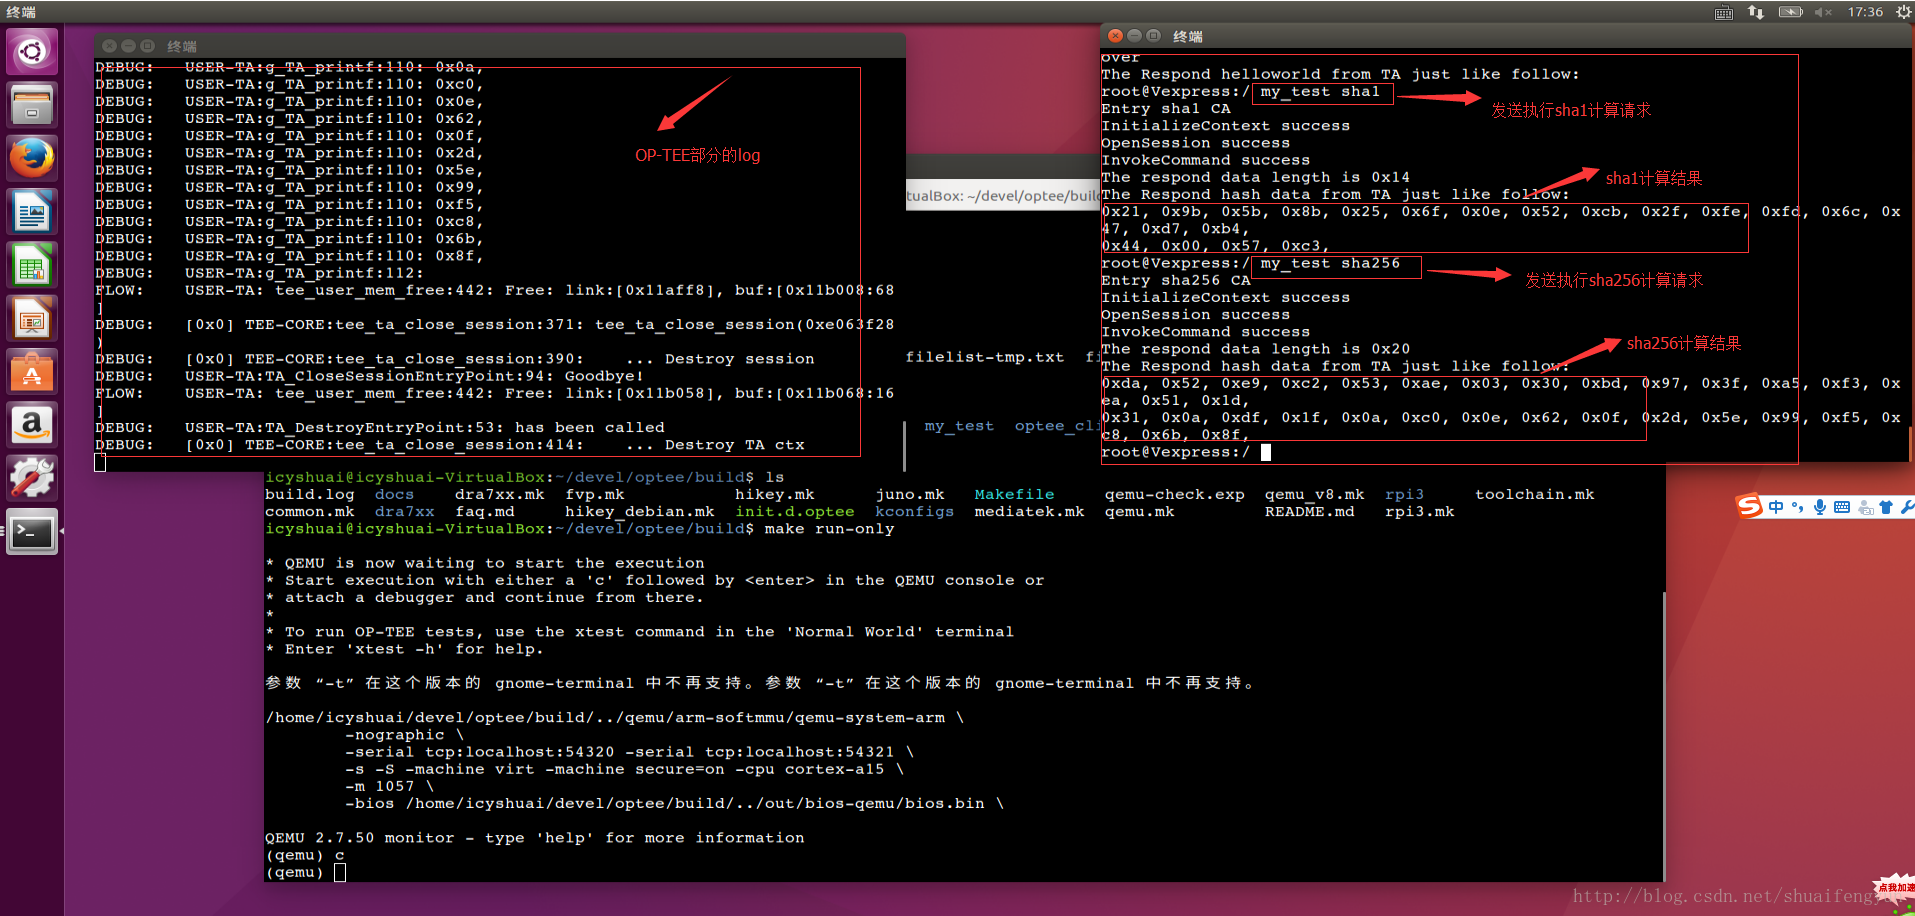 终端
17:36
终端
DEBUG:   USER-TA:g_TA_printf:110: 0x0a,
DEBUG:   USER-TA:g_TA_printf:110: 0xc0,
DEBUG:   USER-TA:g_TA_printf:110: 0x0e,
DEBUG:   USER-TA:g_TA_printf:110: 0x62,
DEBUG:   USER-TA:g_TA_printf:110: 0x0f,
DEBUG:   USER-TA:g_TA_printf:110: 0x2d,
DEBUG:   USER-TA:g_TA_printf:110: 0x5e,
DEBUG:   USER-TA:g_TA_printf:110: 0x99,
DEBUG:   USER-TA:g_TA_printf:110: 0xf5,
DEBUG:   USER-TA:g_TA_printf:110: 0xc8,
DEBUG:   USER-TA:g_TA_printf:110: 0x6b,
DEBUG:   USER-TA:g_TA_printf:110: 0x8f,
DEBUG:   USER-TA:g_TA_printf:112:
FLOW:    USER-TA: tee_user_mem_free:442: Free: link:[0x11aff8], buf:[0x11b008:68
]
DEBUG:   [0x0] TEE-CORE:tee_ta_close_session:371: tee_ta_close_session(0xe063f28
)
DEBUG:   [0x0] TEE-CORE:tee_ta_close_session:390:    ... Destroy session
DEBUG:   USER-TA:TA_CloseSessionEntryPoint:94: Goodbye!
FLOW:    USER-TA: tee_user_mem_free:442: Free: link:[0x11b058], buf:[0x11b068:16
]
DEBUG:   USER-TA:TA_DestroyEntryPoint:53: has been called
DEBUG:   [0x0] TEE-CORE:tee_ta_close_session:414:    ... Destroy TA ctx
OP-TEE部分的log
终端
over
The Respond helloworld from TA just like follow:
root@Vexpress:/ my_test sha1
Entry sha1 CA
InitializeContext success
OpenSession success
InvokeCommand success
The respond data length is 0x14
The Respond hash data from TA just like follow:
0x21, 0x9b, 0x5b, 0x8b, 0x25, 0x6f, 0x0e, 0x52, 0xcb, 0x2f, 0xfe, 0xfd, 0x6c, 0x
47, 0xd7, 0xb4,
0x44, 0x00, 0x57, 0xc3,
root@Vexpress:/ my_test sha256
Entry sha256 CA
InitializeContext success
OpenSession success
InvokeCommand success
The respond data length is 0x20
The Respond hash data from TA just like follow:
0xda, 0x52, 0xe9, 0xc2, 0x53, 0xae, 0x03, 0x30, 0xbd, 0x97, 0x3f, 0xa5, 0xf3, 0x
ea, 0x51, 0x1d,
0x31, 0x0a, 0xdf, 0x1f, 0x0a, 0xc0, 0x0e, 0x62, 0x0f, 0x2d, 0x5e, 0x99, 0xf5, 0x
c8, 0x6b, 0x8f,
root@Vexpress:/
发送执行sha1计算请求
sha1计算结果
发送执行sha256计算请求
sha256计算结果
tualBox: ~/devel/optee/build
filelist-tmp.txt  fi
my_test  optee_cli
icyshuai@icyshuai-VirtualBox:~/devel/optee/build$ ls
build.log  docs    dra7xx.mk  fvp.mk           hikey.mk      juno.mk   Makefile     qemu-check.exp  qemu_v8.mk  rpi3     toolchain.mk
common.mk  dra7xx  faq.md     hikey_debian.mk  init.d.optee  kconfigs  mediatek.mk  qemu.mk         README.md   rpi3.mk
icyshuai@icyshuai-VirtualBox:~/devel/optee/build$ make run-only
* QEMU is now waiting to start the execution
* Start execution with either a 'c' followed by <enter> in the QEMU console or
* attach a debugger and continue from there.
*
* To run OP-TEE tests, use the xtest command in the 'Normal World' terminal
* Enter 'xtest -h' for help.
参数 “-t” 在这个版本的 gnome-terminal 中不再支持。参数 “-t” 在这个版本的 gnome-terminal 中不再支持。
/home/icyshuai/devel/optee/build/../qemu/arm-softmmu/qemu-system-arm \
        -nographic \
        -serial tcp:localhost:54320 -serial tcp:localhost:54321 \
        -s -S -machine virt -machine secure=on -cpu cortex-a15 \
        -m 1057 \
        -bios /home/icyshuai/devel/optee/build/../out/bios-qemu/bios.bin \
QEMU 2.7.50 monitor - type 'help' for more information
(qemu) c
(qemu)
中
点我加速